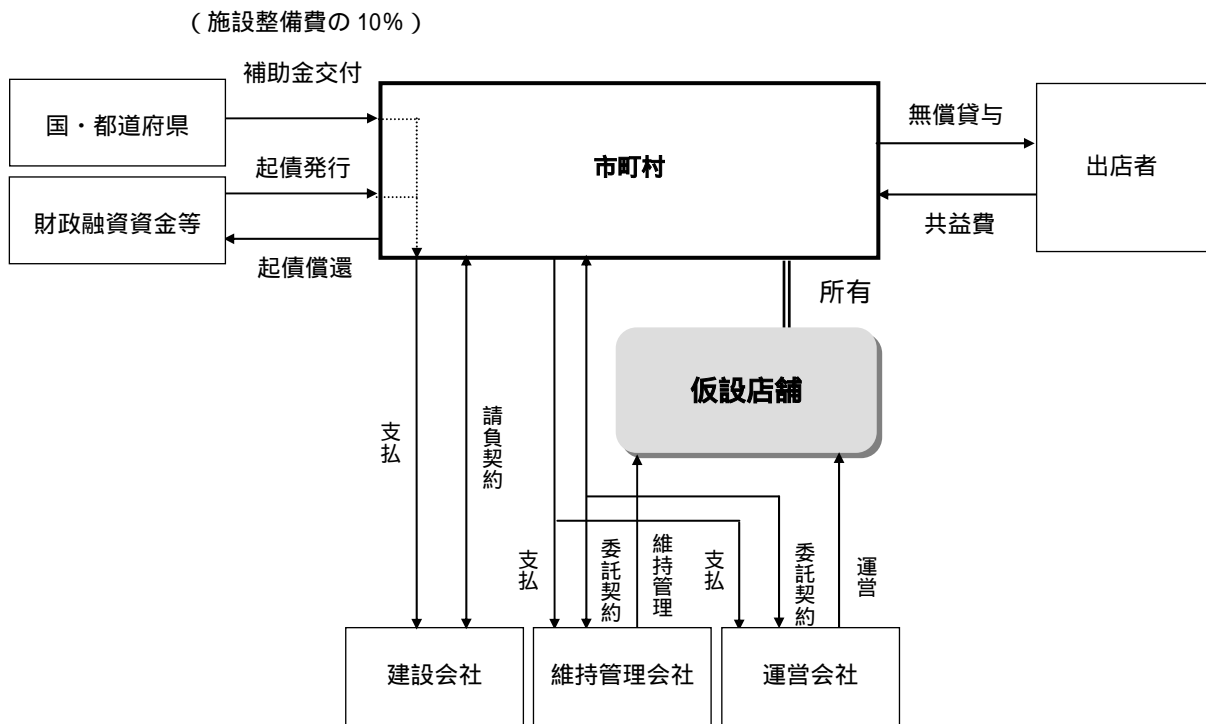 （施設整備費の 10％）
補助金交付
国・都道府県
起債発行
財政融資資金等
起債償還
市町村
無償貸与
出店者
共益費
所有
仮設店舗
支払
請負契約
支払
委託契約
維持管理
支払
委託契約
運営
建設会社
維持管理会社
運営会社